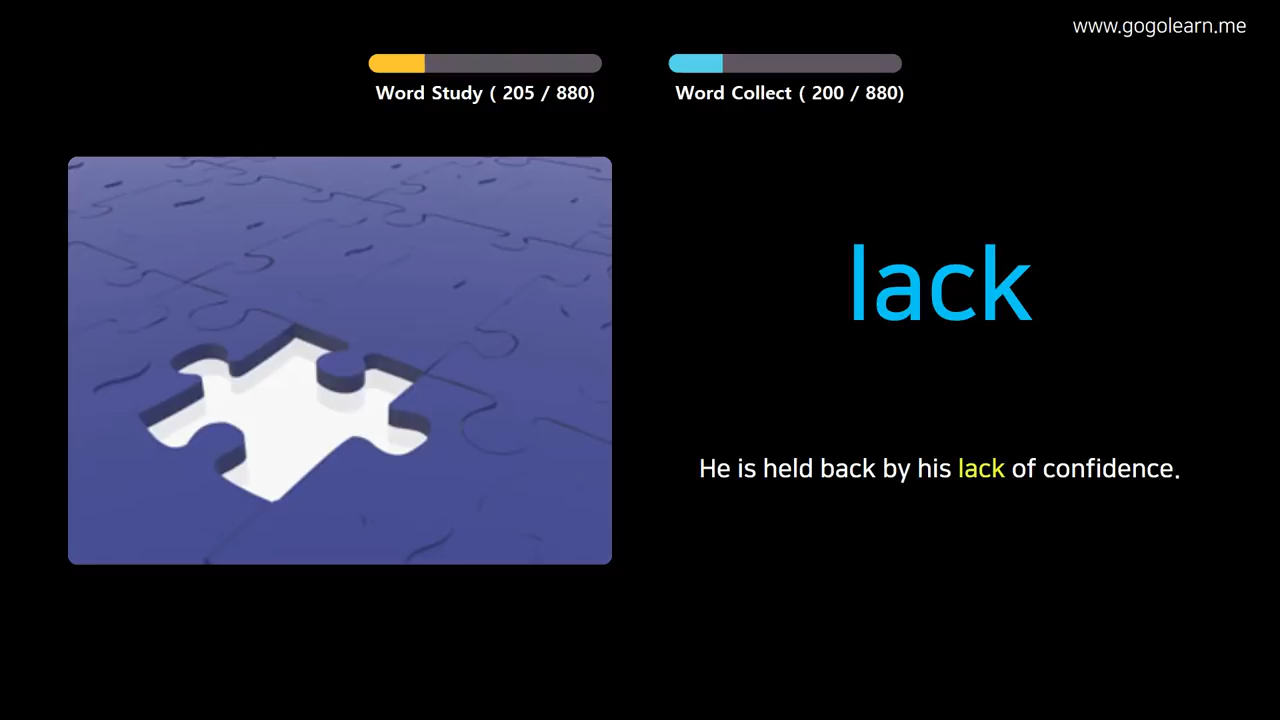 www.gogolearn.me
Word Study ( 205 / 880)
Word Collect ( 200 / 880)
lack
He is held back by his lack of confidence.